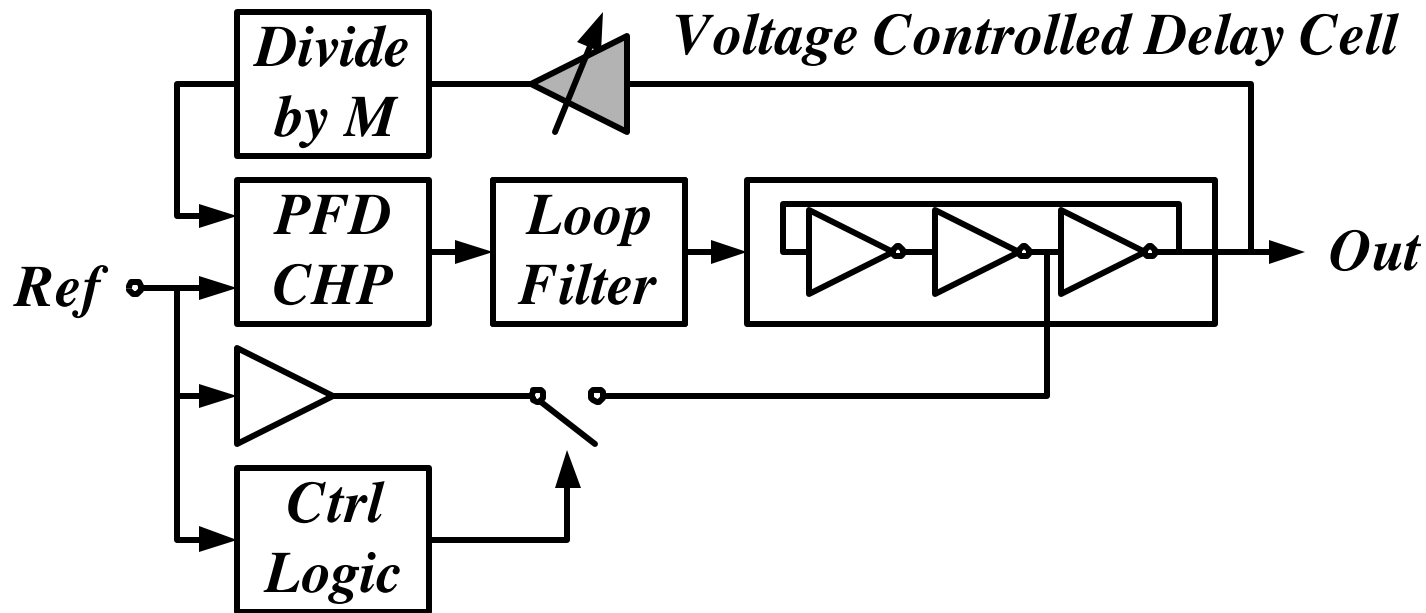 Voltage Controlled Delay Cell
Divide
by M
PFD
CHP
Loop
Filter
Out
Ref
Ctrl
Logic